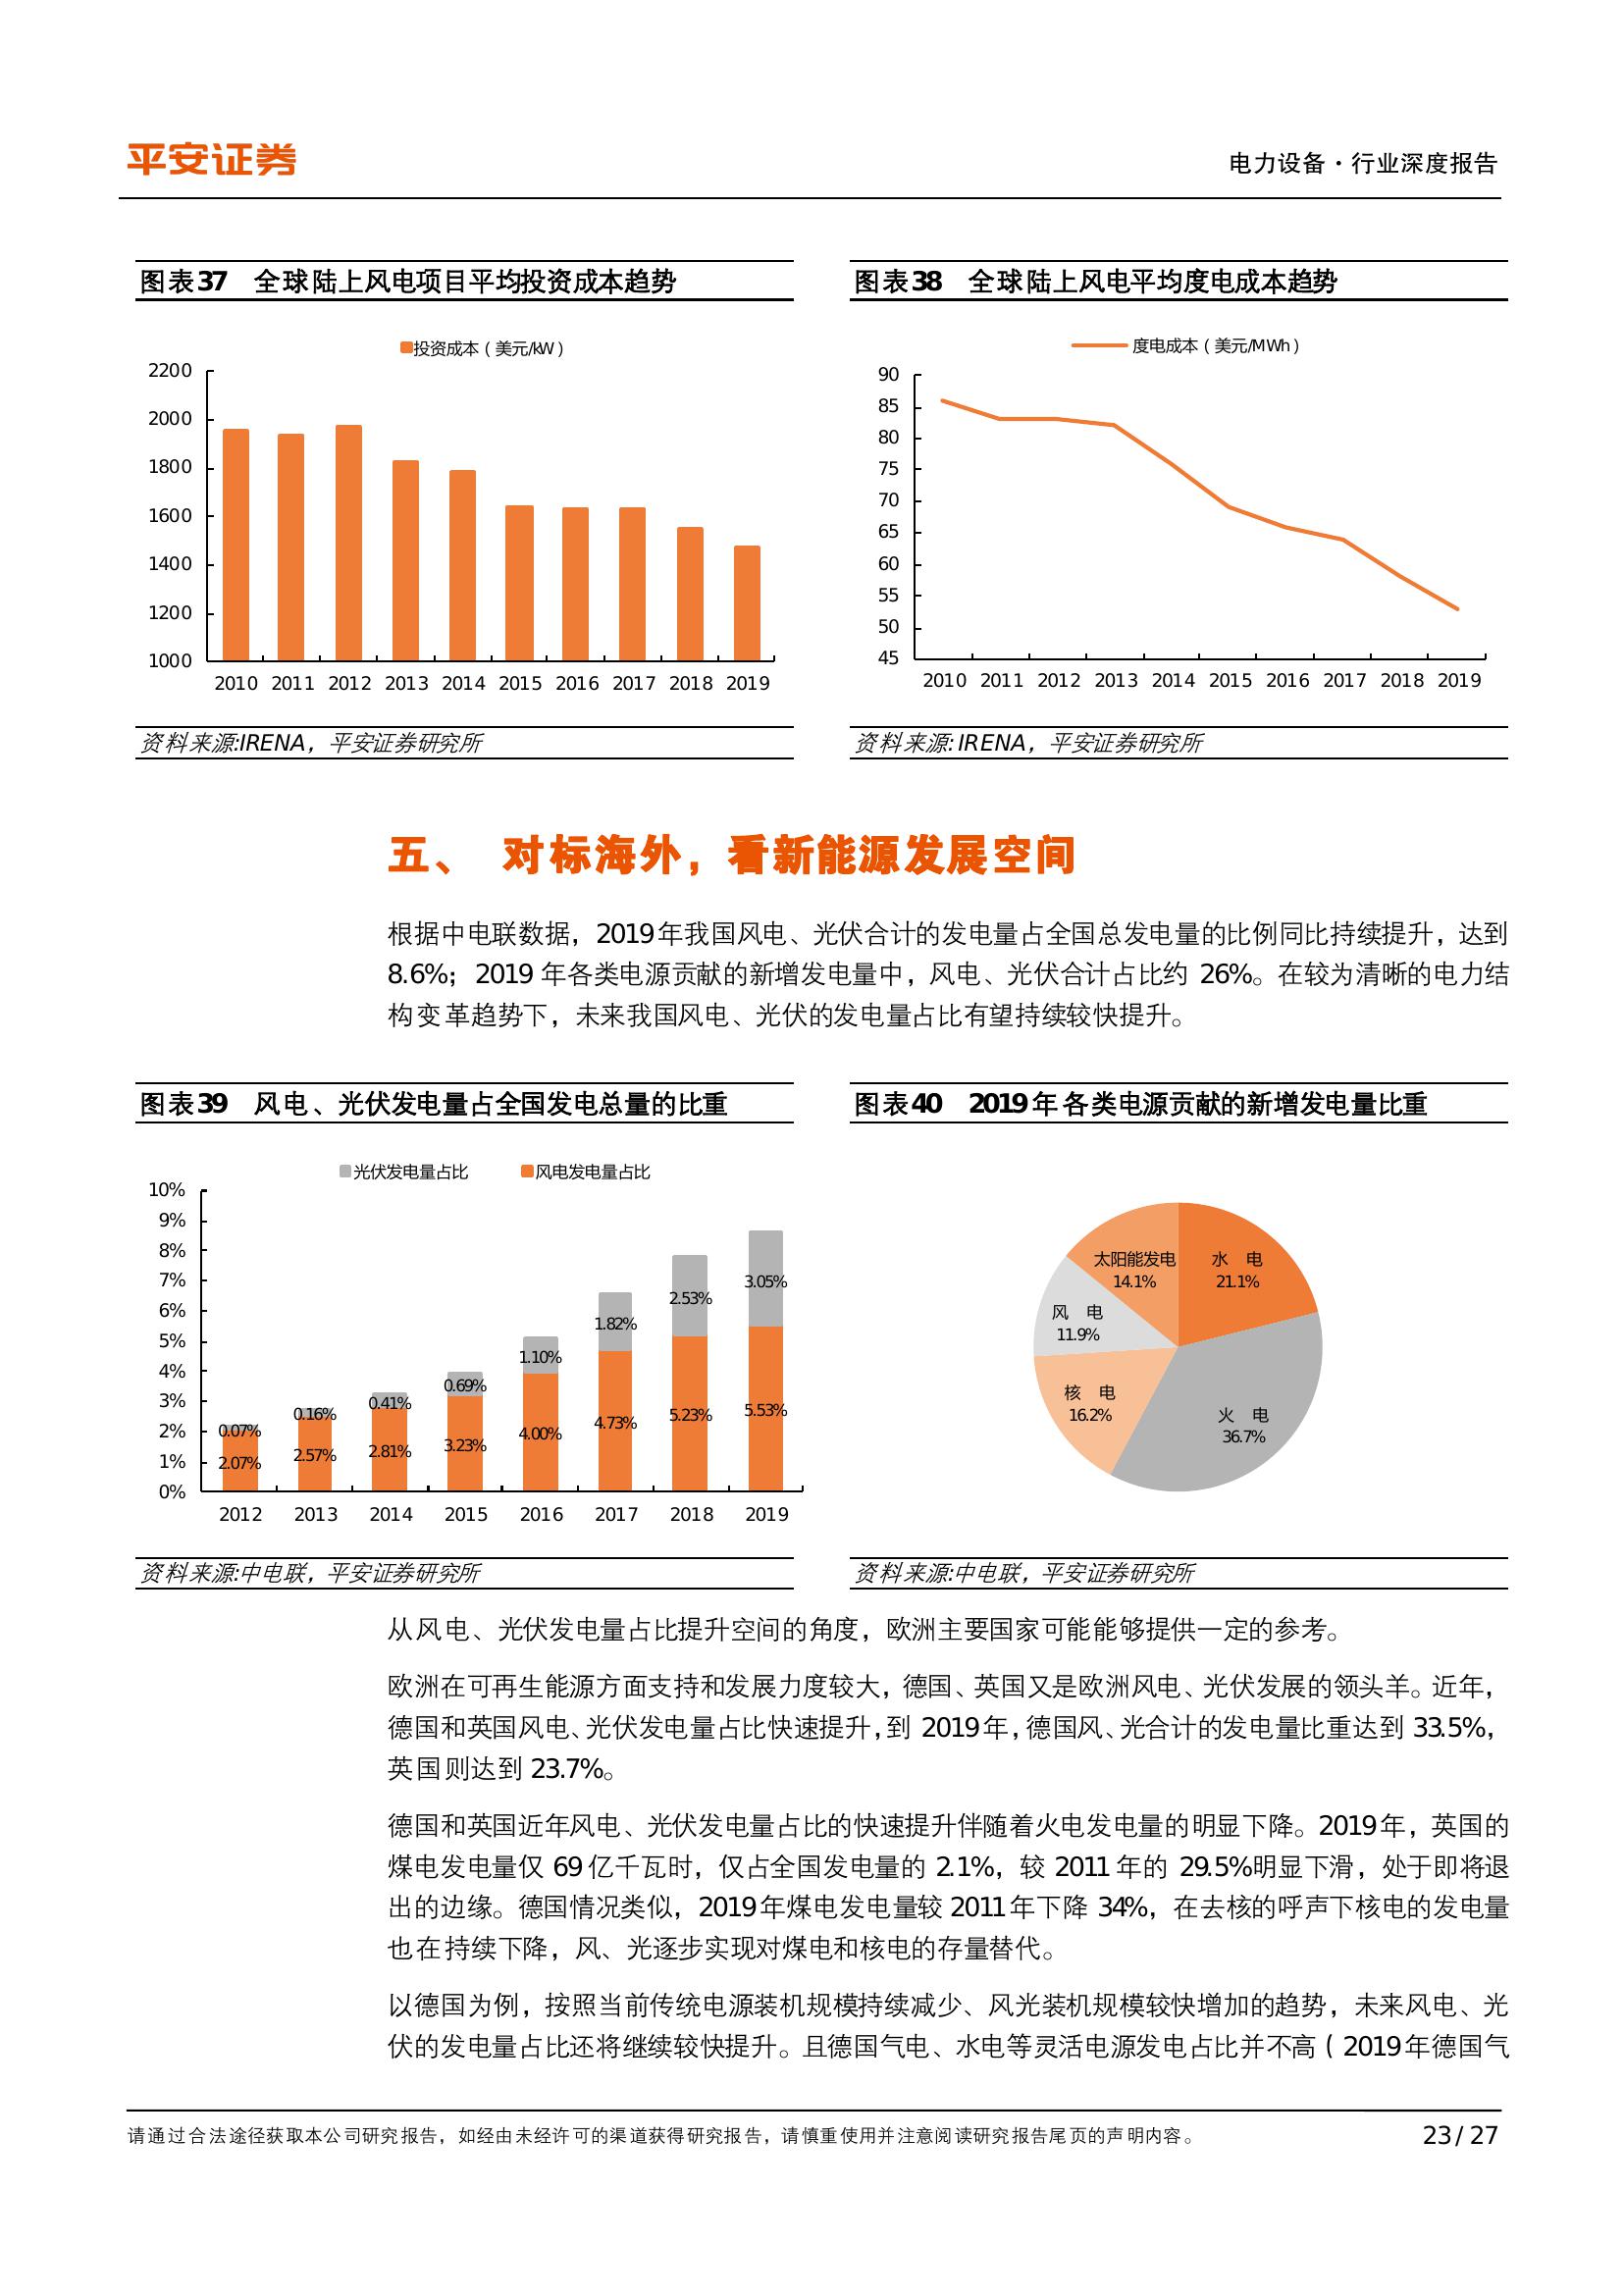 平安证券
电力设备·行业深度报告
图表37 全球陆上风电项目平均投资成本趋势
投资成本（美元/kW）
2200
2000
1800
1600
1400
1200
1000
2010 2011 2012 2013 2014 2015 2016 2017 2018 2019
资料来源:IRENA，平安证券研究所
图表38 全球陆上风电平均度电成本趋势
度电成本（美元/MWh）
90
85
80
75
70
65
60
55
50
45
2010 2011 2012 2013 2014 2015 2016 2017 2018 2019
资料来源:IRENA，平安证券研究所
五、 对标海外，看新能源发展空间
根据中电联数据，2019年我国风电、光伏合计的发电量占全国总发电量的比例同比持续提升，达到
8.6%；2019 年各类电源贡献的新增发电量中，风电、光伏合计占比约 26%。在较为清晰的电力结
构变革趋势下，未来我国风电、光伏的发电量占比有望持续较快提升。
图表39 风电、光伏发电量占全国发电总量的比重
光伏发电量占比 风电发电量占比
10%
9%
8%
7%
6%
5%
4%
3%
2%
1%
0%
0.07% 0.16% 0.41% 0.69% 1.10% 1.82% 2.53% 3.05%
2.07% 2.57% 2.81% 3.23% 4.00% 4.73% 5.23% 5.53%
2012 2013 2014 2015 2016 2017 2018 2019
资料来源:中电联，平安证券研究所
图表40 2019年各类电源贡献的新增发电量比重
太阳能发电
14.1%
水 电
21.1%
风 电
11.9%
核 电
16.2%
火 电
36.7%
资料来源:中电联，平安证券研究所
从风电、光伏发电量占比提升空间的角度，欧洲主要国家可能能够提供一定的参考。
欧洲在可再生能源方面支持和发展力度较大，德国、英国又是欧洲风电、光伏发展的领头羊。近年，
德国和英国风电、光伏发电量占比快速提升，到 2019年，德国风、光合计的发电量比重达到 33.5%，
英国则达到 23.7%。
德国和英国近年风电、光伏发电量占比的快速提升伴随着火电发电量的明显下降。2019年，英国的
煤电发电量仅 69亿千瓦时，仅占全国发电量的 2.1%，较 2011 年的 29.5%明显下滑，处于即将退
出的边缘。德国情况类似，2019年煤电发电量较 2011年下降 34%，在去核的呼声下核电的发电量
也在持续下降，风、光逐步实现对煤电和核电的存量替代。
以德国为例，按照当前传统电源装机规模持续减少、风光装机规模较快增加的趋势，未来风电、光
伏的发电量占比还将继续较快提升。且德国气电、水电等灵活电源发电占比并不高（2019年德国气
请通过合法途径获取本公司研究报告，如经由未经许可的渠道获得研究报告，请慎重使用并注意阅读研究报告尾页的声明内容。
23 / 27